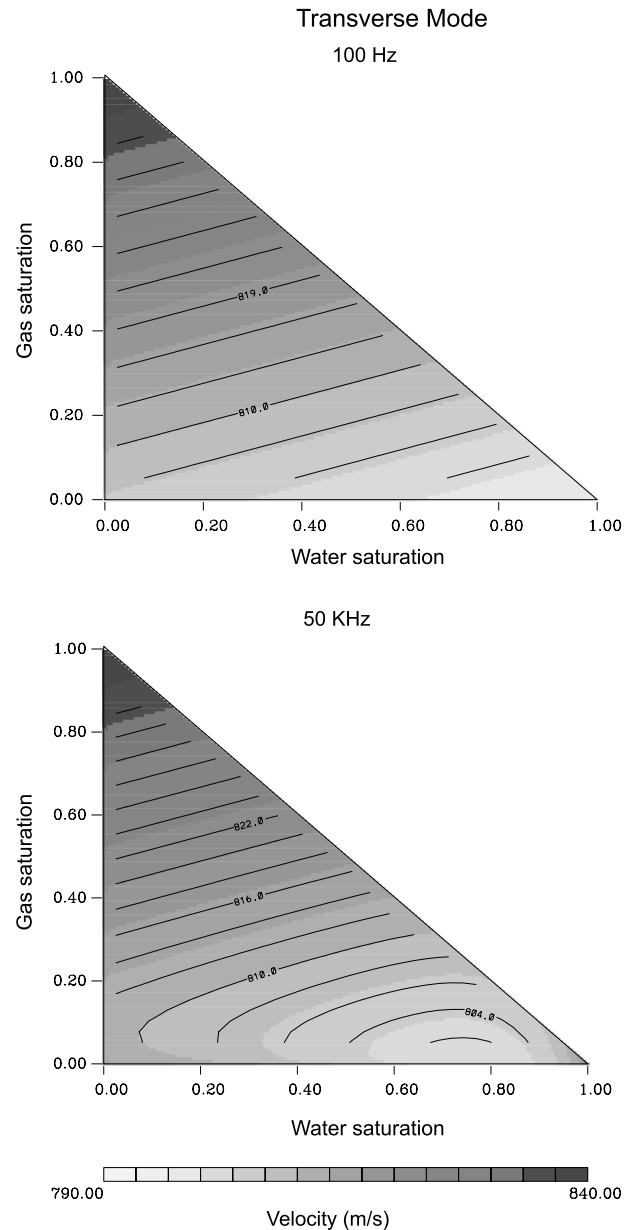 Transverse Mode
100 Hz
1.00
0.80
0.60
0.40
0.20
0.00
Gas saturation
819.0
810.0
0.00 0.20 0.40 0.60 0.80 1.00
Water saturation
50 KHz
1.00
0.80
0.60
0.40
0.20
0.00
Gas saturation
822.0
816.0
810.0
804.0
0.00 0.20 0.40 0.60 0.80 1.00
Water saturation
790.00 840.00
Velocity (m/s)